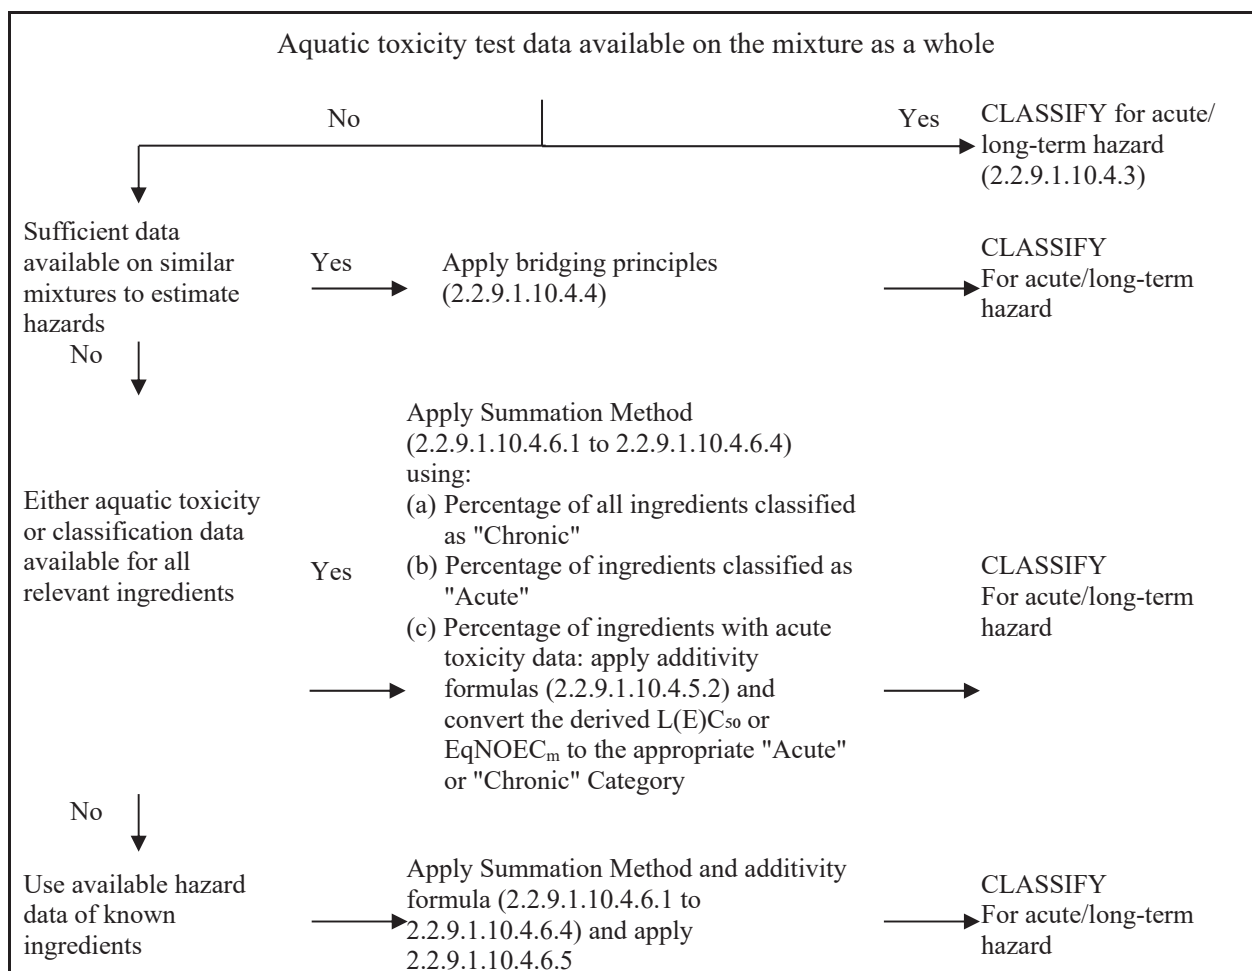 Aquatic toxicity test data available on the mixture as a whole
No
Yes
CLASSIFY for acute/
long-term hazard
(2.2.9.1.10.4.3)
Sufficient data
available on similar
mixtures to estimate
hazards
Yes
Apply bridging principles
(2.2.9.1.10.4.4)
CLASSIFY
For acute/long-term
hazard
No
Either aquatic toxicity
or classification data
available for all
relevant ingredients
Yes
Apply Summation Method
(2.2.9.1.10.4.6.1 to 2.2.9.1.10.4.6.4)
using:
(a) Percentage of all ingredients classified
as "Chronic"
(b) Percentage of ingredients classified as
"Acute"
(c) Percentage of ingredients with acute
toxicity data: apply additivity
formulas (2.2.9.1.10.4.5.2) and
convert the derived L(E)C₅₀ or
EqNOECₘ to the appropriate "Acute"
or "Chronic" Category
CLASSIFY
For acute/long-term
hazard
No
Use available hazard
data of known
ingredients
Apply Summation Method and additivity
formula (2.2.9.1.10.4.6.1 to
2.2.9.1.10.4.6.4) and apply
2.2.9.1.10.4.6.5
CLASSIFY
For acute/long-term
hazard